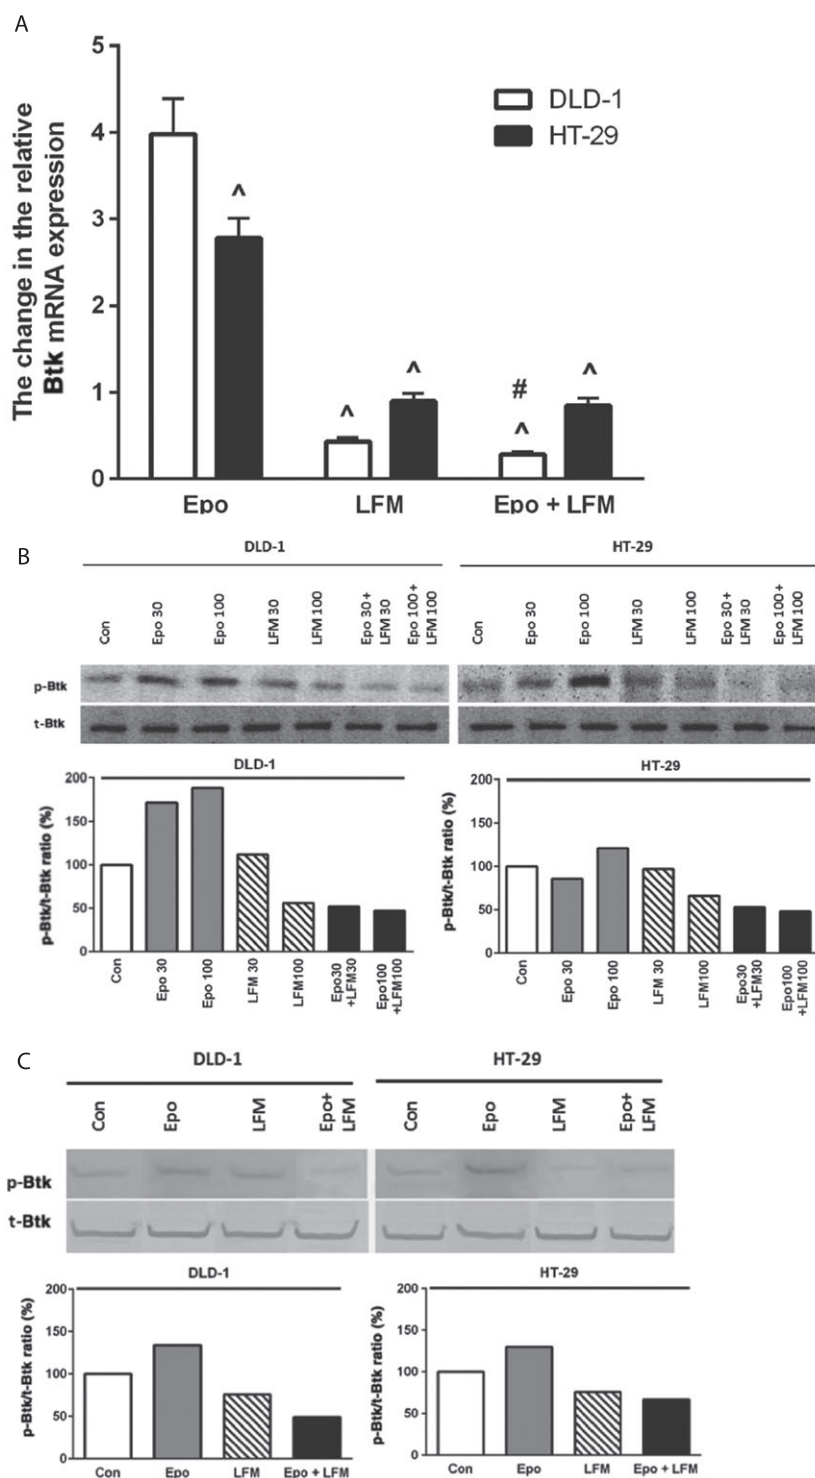 A
The change in the relative
Btk mRNA expression
5
4
3
2
1
0
DLD-1
HT-29
^
^
^
#
^
^
Epo
LFM
Epo + LFM
B
DLD-1
HT-29
Con
Epo 30
Epo 100
LFM 30
LFM 100
Epo 30 +
LFM 30
Epo 100 +
LFM 100
Con
Epo 30
Epo 100
LFM 30
LFM 100
Epo 30 +
LFM 30
Epo 100 +
LFM 100
p-Btk
t-Btk
DLD-1
p-Btk/t-Btk ratio (%)
200
150
100
50
0
Con
Epo 30
Epo 100
LFM 30
LFM100
Epo30
+LFM30
Epo100
+LFM100
HT-29
p-Btk/t-Btk ratio (%)
200
150
100
50
0
Con
Epo 30
Epo 100
LFM 30
LFM100
Epo30
+LFM30
Epo100
+LFM100
C
DLD-1
HT-29
Con
Epo
LFM
Epo+
LFM
Con
Epo
LFM
Epo+
LFM
p-Btk
t-Btk
DLD-1
p-Btk/t-Btk ratio (%)
200
150
100
50
0
Con
Epo
LFM
Epo + LFM
HT-29
p-Btk/t-Btk ratio (%)
200
150
100
50
0
Con
Epo
LFM
Epo + LFM